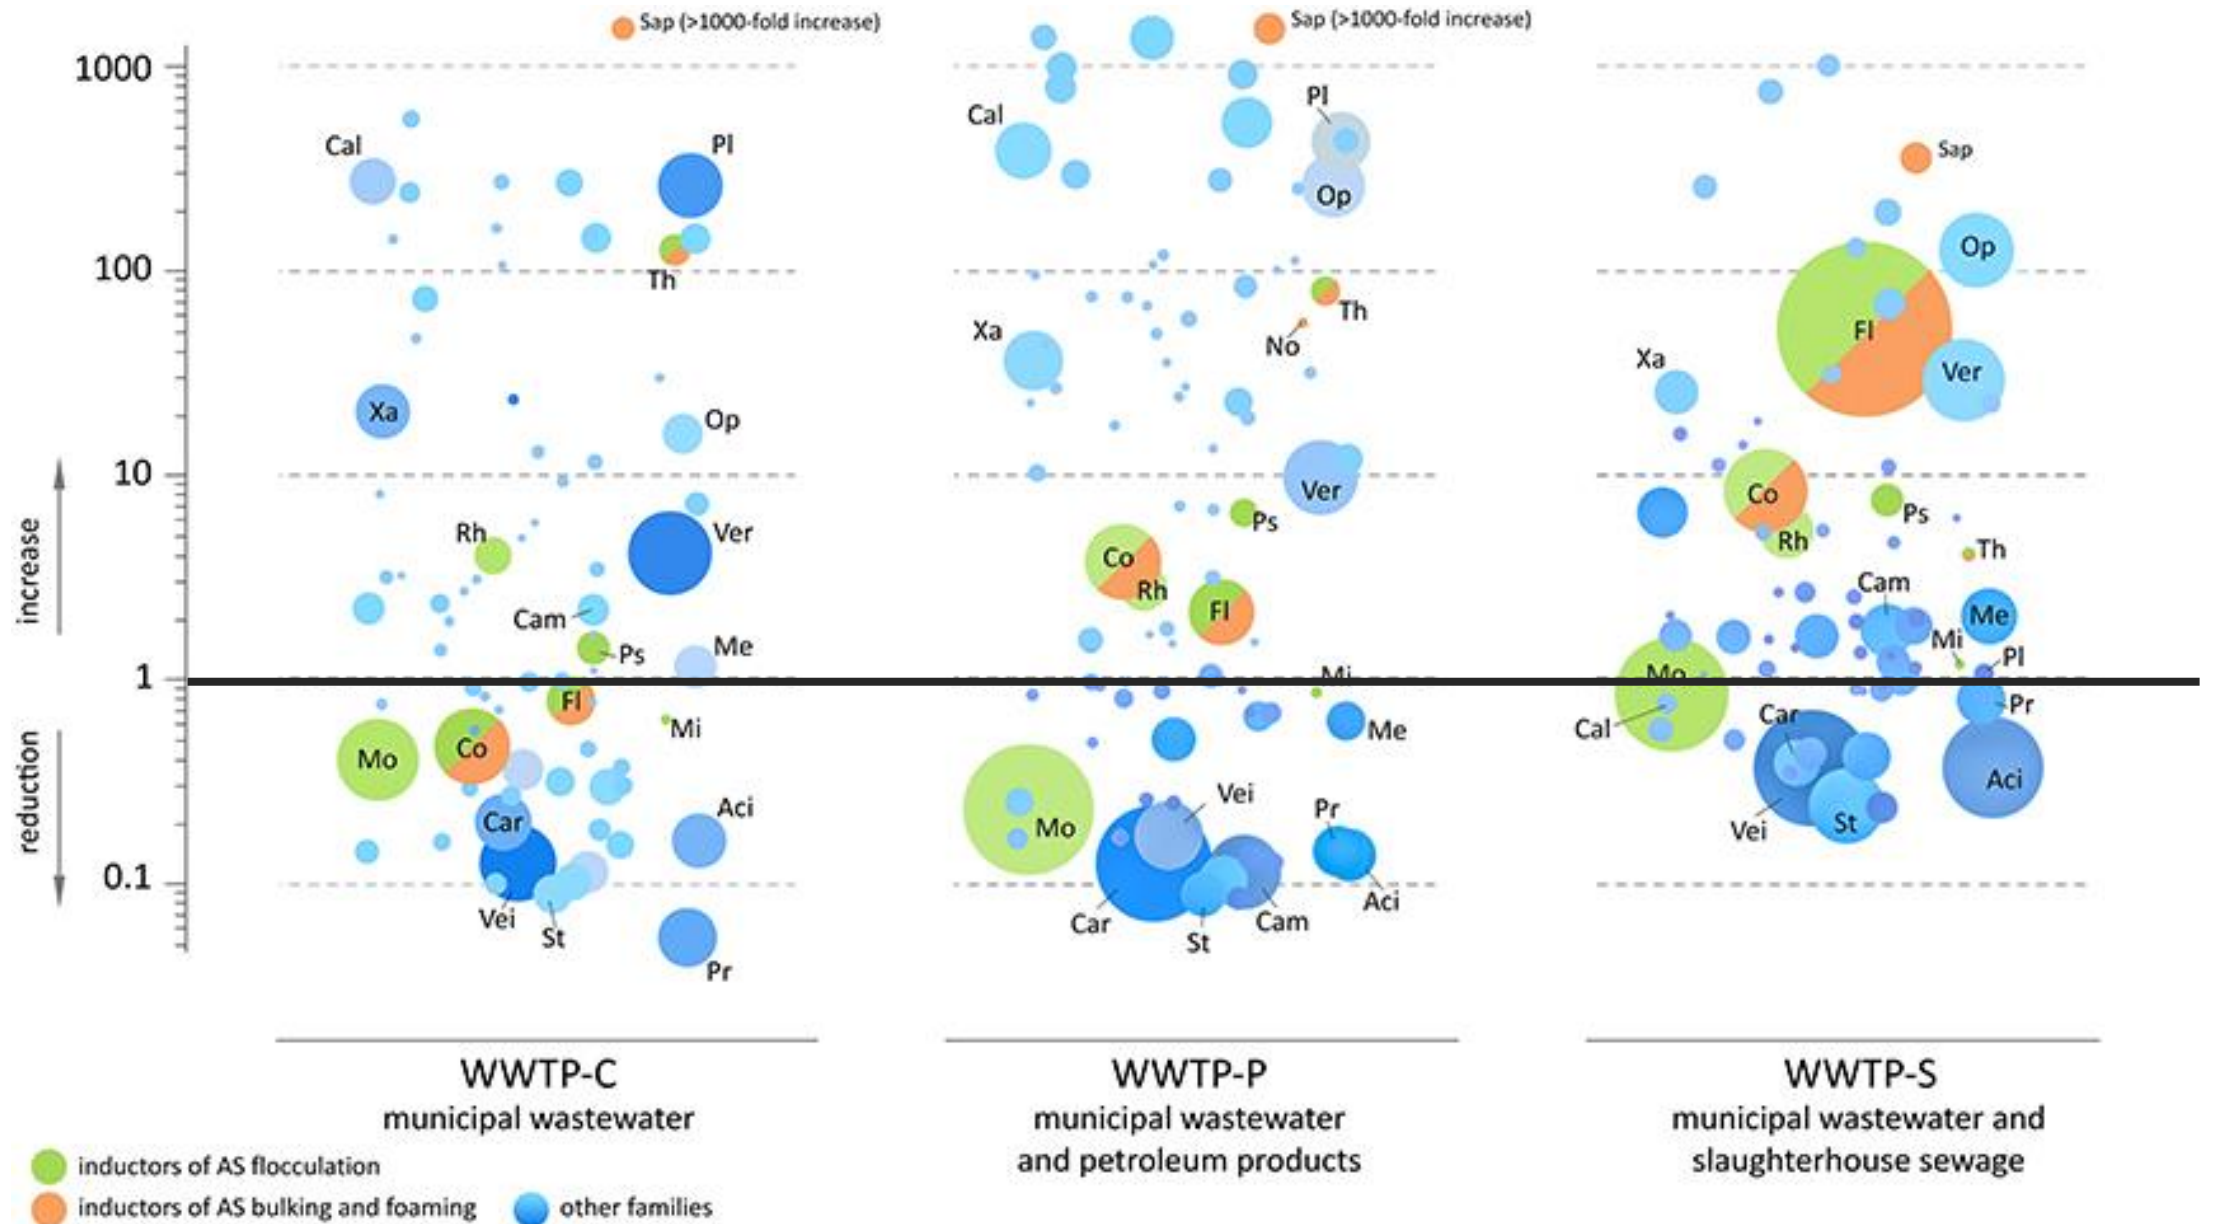 Sap (>1000-fold increase)
Sap (>1000-fold increase)
1000
100
10
1
0.1
increase
reduction
Cal
Pl
Th
Xa
Op
Rh
Ver
Cam
Ps
Me
Fl
Mi
Mo
Co
Car
Aci
Vei
St
Pr
Cal
Pl
Op
Th
Xa
No
Ver
Ps
Co
Rh
Fl
Mi
Me
Mo
Vei
Pr
Car
St
Cam
Aci
Sap
Op
Fl
Xa
Ver
Co
Ps
Rh
Th
Cam
Me
Mi
Pl
Mo
Cal
Car
Pr
Aci
Vei
St
WWTP-C
municipal wastewater
WWTP-P
municipal wastewater
and petroleum products
WWTP-S
municipal wastewater and
slaughterhouse sewage
inductors of AS flocculation
inductors of AS bulking and foaming
other families